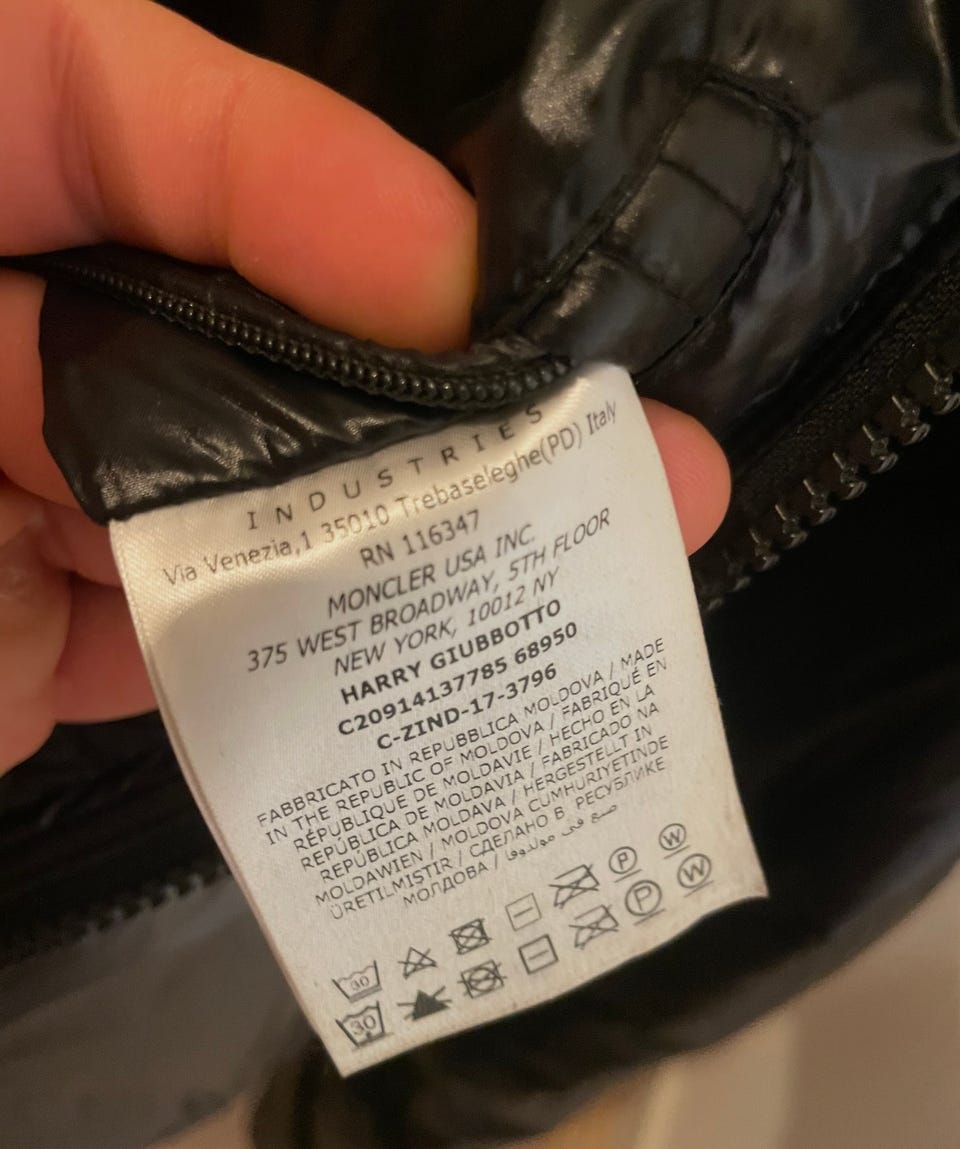 INDUSTRIES
Via Venezia,1 35010 Trebaseleghe(PD) Italy
RN 116347
MONCLER USA INC.
375 WEST BROADWAY, 5TH FLOOR
NEW YORK, 10012 NY
HARRY GIUBBOTTO
C20914137785 68950
C-ZIND-17-3796
FABBRICATO IN REPUBBLICA MOLDOVA / MADE
IN THE REPUBLIC OF MOLDOVA / FABRIQUÉ EN
RÉPUBLIQUE DE MOLDAVIE / HECHO EN LA
REPÚBLICA DE MOLDAVIA / FABRICADO NA
REPÚBLICA MOLDAVA / HERGESTELLT IN
MOLDAWIEN / MOLDOVA CUMHURIYETINDE
ÜRETILMIŞTIR / СДЕЛАНО В РЕСПУБЛИКЕ
МОЛДОВА / صنع في مولدوفا
30 P W
30 P W